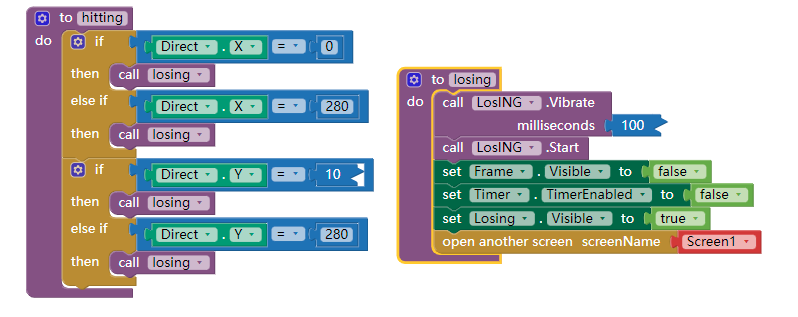 to hitting
do if Direct . X = 0
then call losing
else if Direct . X = 280
then call losing
if Direct . Y = 10
then call losing
else if Direct . Y = 280
then call losing
to losing
do call LosING .Vibrate
milliseconds 100
call LosING .Start
set Frame . Visible to false
set Timer . TimerEnabled to false
set Losing . Visible to true
open another screen screenName Screen1